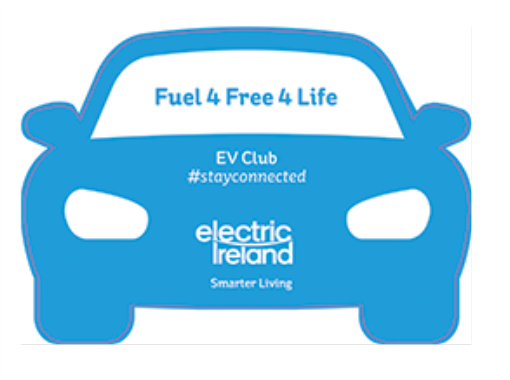 Fuel 4 Free 4 Life
EV Club
#stayconnected
electric
Ireland
Smarter Living